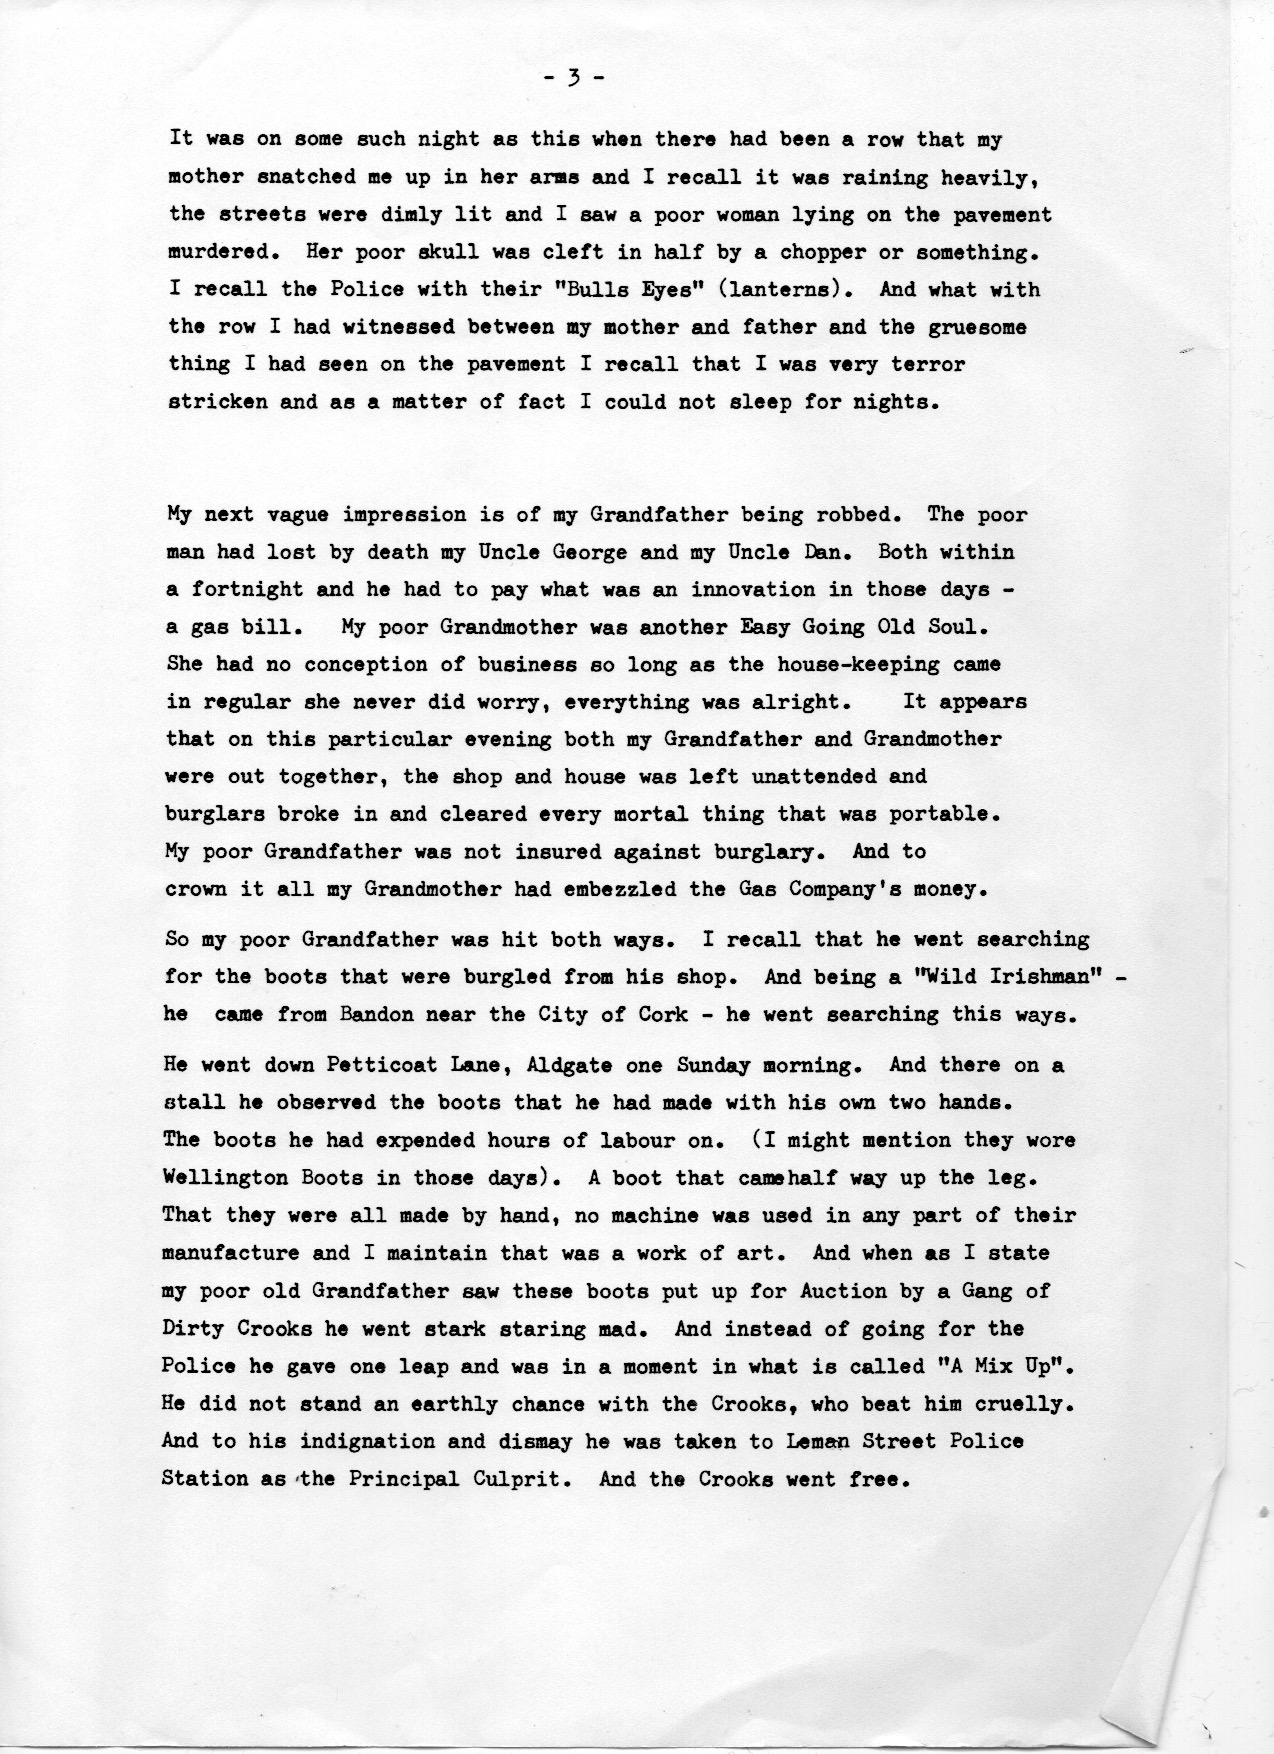 - 3 -
It was on some such night as this when there had been a row that my
mother snatched me up in her arms and I recall it was raining heavily,
the streets were dimly lit and I saw a poor woman lying on the pavement
murdered. Her poor skull was cleft in half by a chopper or something.
I recall the Police with their "Bulls Eyes" (lanterns). And what with
the row I had witnessed between my mother and father and the gruesome
thing I had seen on the pavement I recall that I was very terror
stricken and as a matter of fact I could not sleep for nights.
My next vague impression is of my Grandfather being robbed. The poor
man had lost by death my Uncle George and my Uncle Dan. Both within
a fortnight and he had to pay what was an innovation in those days -
a gas bill. My poor Grandmother was another Easy Going Old Soul.
She had no conception of business so long as the house-keeping came
in regular she never did worry, everything was alright. It appears
that on this particular evening both my Grandfather and Grandmother
were out together, the shop and house was left unattended and
burglars broke in and cleared every mortal thing that was portable.
My poor Grandfather was not insured against burglary. And to
crown it all my Grandmother had embezzled the Gas Company's money.
So my poor Grandfather was hit both ways. I recall that he went searching
for the boots that were burgled from his shop. And being a "Wild Irishman" -
he came from Bandon near the City of Cork - he went searching this ways.
He went down Petticoat Lane, Aldgate one Sunday morning. And there on a
stall he observed the boots that he had made with his own two hands.
The boots he had expended hours of labour on. (I might mention they wore
Wellington Boots in those days). A boot that camehalf way up the leg.
That they were all made by hand, no machine was used in any part of their
manufacture and I maintain that was a work of art. And when as I state
my poor old Grandfather saw these boots put up for Auction by a Gang of
Dirty Crooks he went stark staring mad. And instead of going for the
Police he gave one leap and was in a moment in what is called "A Mix Up".
He did not stand an earthly chance with the Crooks, who beat him cruelly.
And to his indignation and dismay he was taken to Leman Street Police
Station as the Principal Culprit. And the Crooks went free.